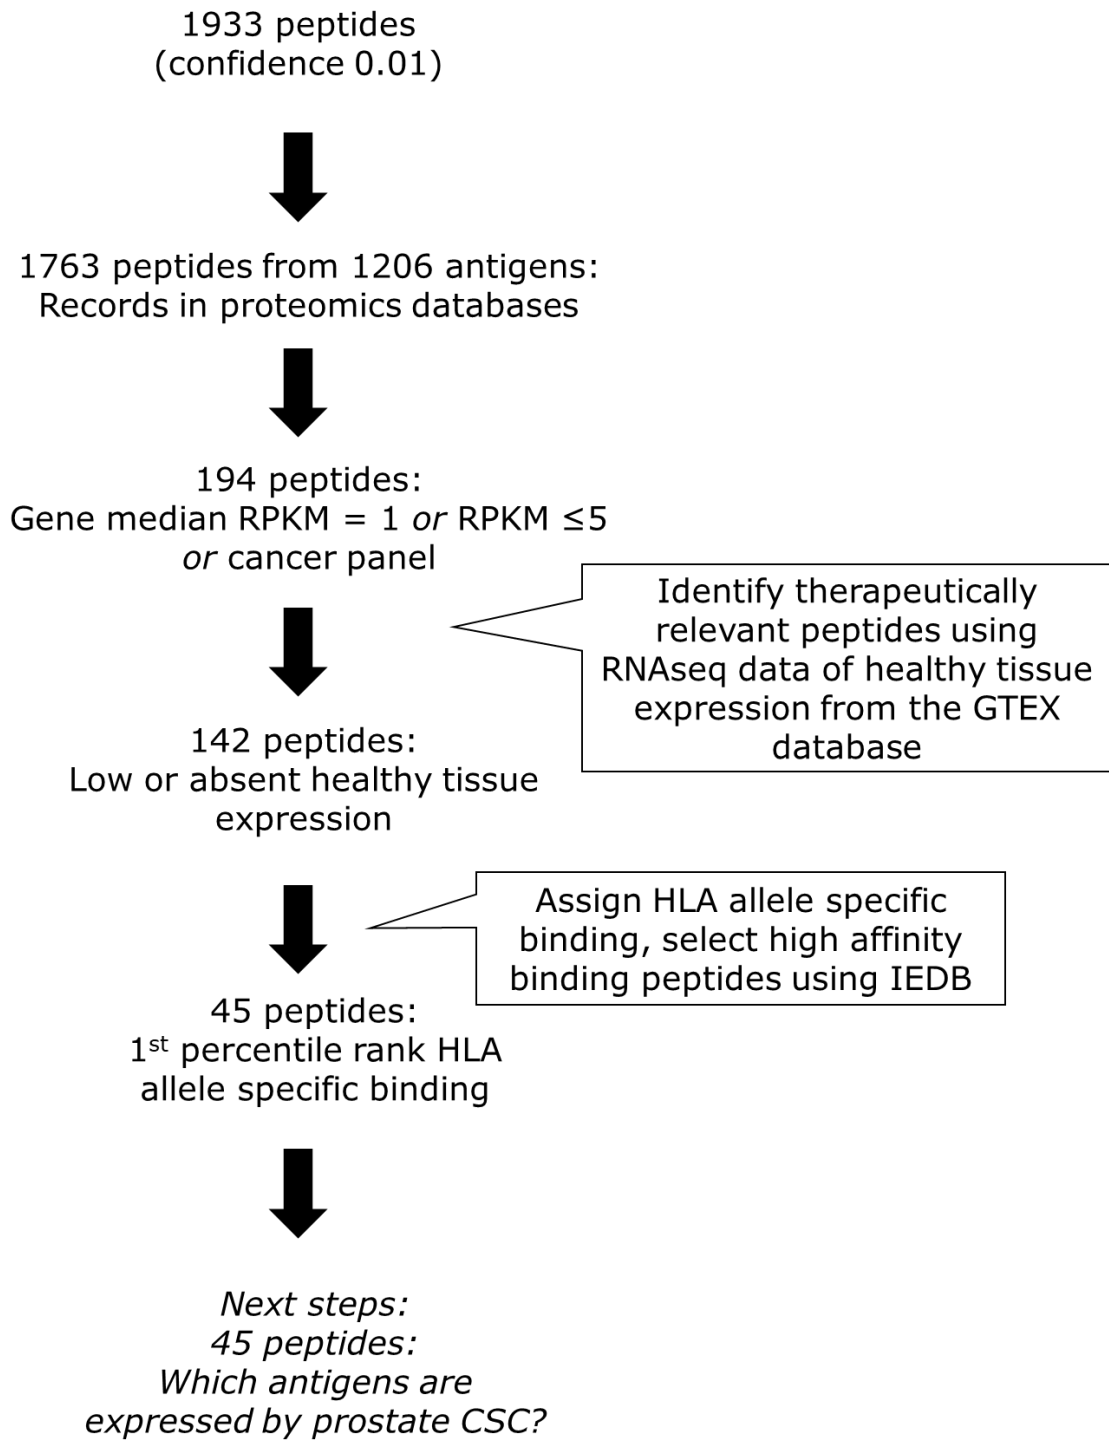 1933 peptides
(confidence 0.01)
1763 peptides from 1206 antigens:
Records in proteomics databases
194 peptides:
Gene median RPKM = 1 or RPKM ≤5
or cancer panel
Identify therapeutically
relevant peptides using
RNAseq data of healthy tissue
expression from the GTEX
database
142 peptides:
Low or absent healthy tissue
expression
Assign HLA allele specific
binding, select high affinity
binding peptides using IEDB
45 peptides:
1st percentile rank HLA
allele specific binding
Next steps:
45 peptides:
Which antigens are
expressed by prostate CSC?